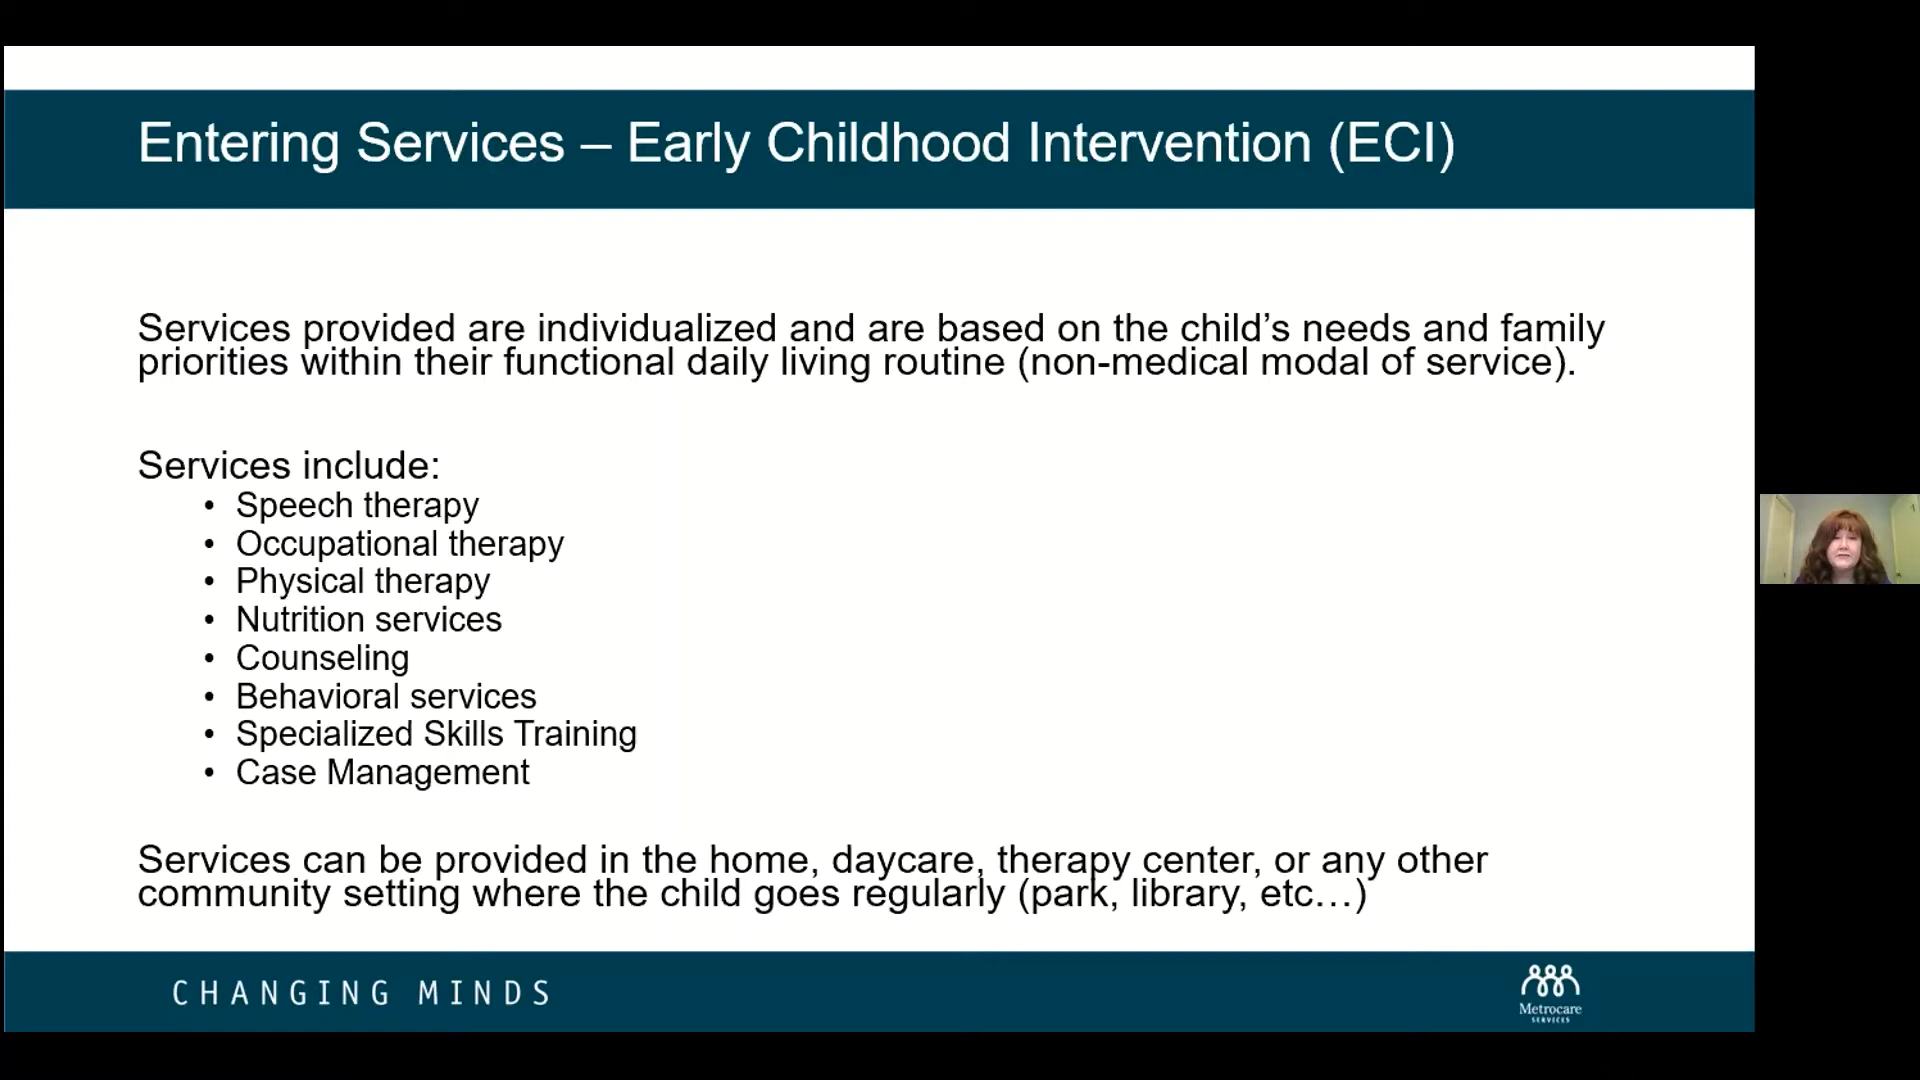 Entering Services – Early Childhood Intervention (ECI)
Services provided are individualized and are based on the child’s needs and family
priorities within their functional daily living routine (non-medical modal of service).
Services include:
• Speech therapy
• Occupational therapy
• Physical therapy
• Nutrition services
• Counseling
• Behavioral services
• Specialized Skills Training
• Case Management
Services can be provided in the home, daycare, therapy center, or any other
community setting where the child goes regularly (park, library, etc…)
CHANGING MINDS
Metrocare
SERVICES